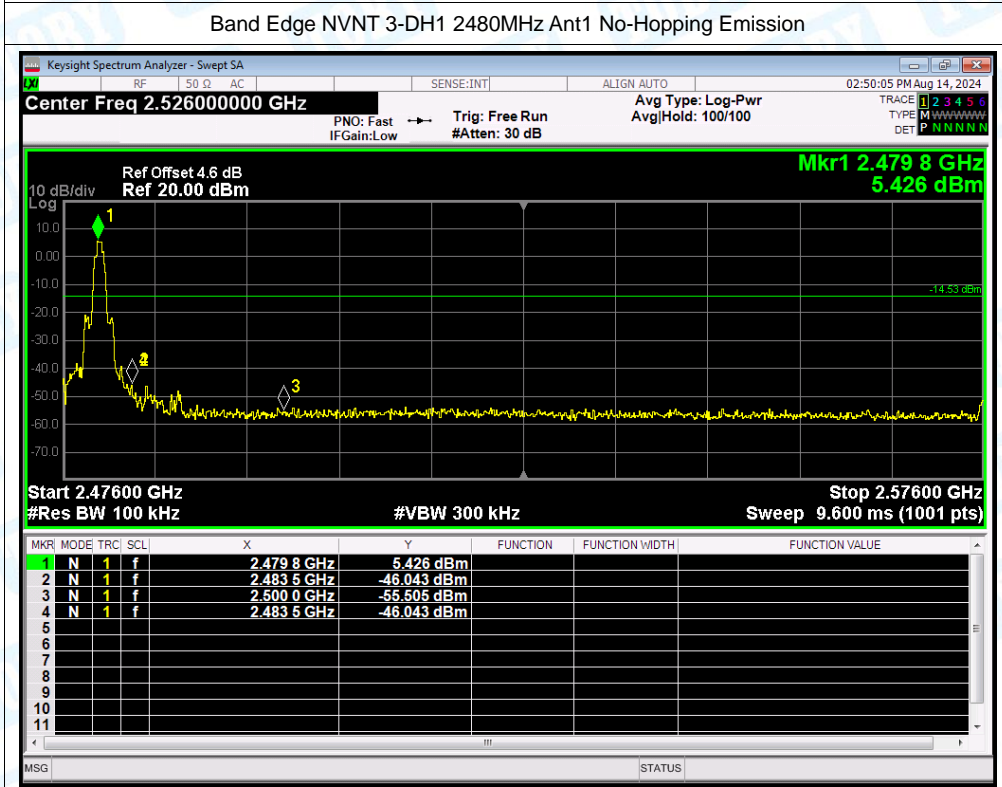 Band Edge NVNT 3-DH1 2480MHz Ant1 No-Hopping Emission
Keysight Spectrum Analyzer - Swept SA
LXI RF 50 Ω AC SENSE:INT ALIGN AUTO 02:50:05 PM Aug 14, 2024
Center Freq 2.526000000 GHz
PNO: Fast
IFGain:Low
Trig: Free Run
#Atten: 30 dB
Avg Type: Log-Pwr
Avg|Hold: 100/100
TRACE 1 2 3 4 5 6
TYPE M WWWWW
DET P N N N N N
Mkr1 2.479 8 GHz
5.426 dBm
Ref Offset 4.6 dB
10 dB/div Ref 20.00 dBm
Log
10.0
0.00
-10.0
-20.0
-30.0
-40.0
-50.0
-60.0
-70.0
1
-14.53 dBm
3
Start 2.47600 GHz Stop 2.57600 GHz
#Res BW 100 kHz #VBW 300 kHz Sweep 9.600 ms (1001 pts)
MKR MODE TRC SCL X Y FUNCTION FUNCTION WIDTH FUNCTION VALUE
1 N 1 f 2.479 8 GHz 5.426 dBm
2 N 1 f 2.483 5 GHz -46.043 dBm
3 N 1 f 2.500 0 GHz -55.505 dBm
4 N 1 f 2.483 5 GHz -46.043 dBm
5
6
7
8
9
10
11
MSG STATUS